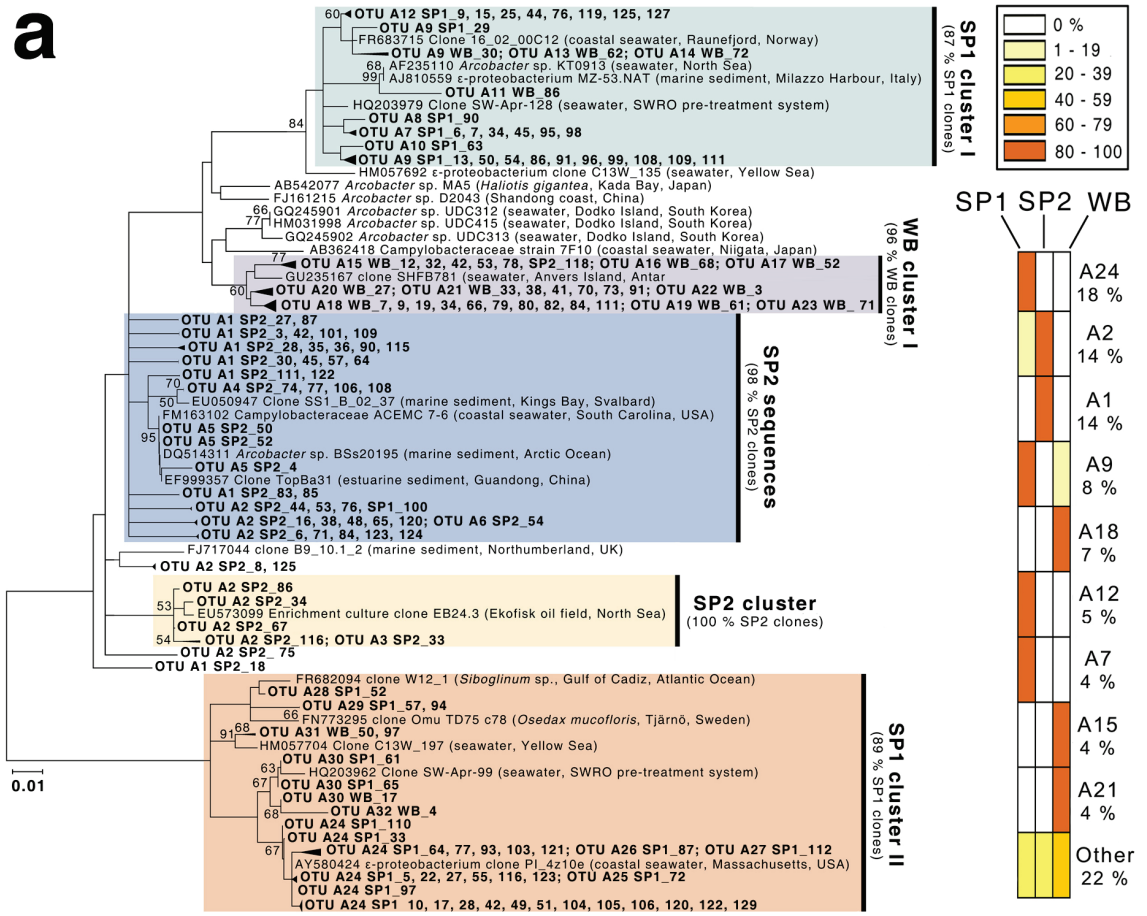 a
60 OTU A12 SP1_9, 15, 25, 44, 76, 119, 125, 127
OTU A9 SP1_29
FR683715 Clone 16_02_00C12 (coastal seawater, Raunefjord, Norway)
OTU A9 WB_30; OTU A13 WB_62; OTU A14 WB_72
68 AF235110 Arcobacter sp. KT0913 (seawater, North Sea)
99 AJ810559 ε-proteobacterium MZ-53.NAT (marine sediment, Milazzo Harbour, Italy)
OTU A11 WB_86
HQ203979 Clone SW-Apr-128 (seawater, SWRO pre-treatment system)
OTU A8 SP1_90
84
OTU A7 SP1_6, 7, 34, 45, 95, 98
OTU A10 SP1_63
OTU A9 SP1_13, 50, 54, 86, 91, 96, 99, 108, 109, 111
SP1 cluster I
(87 % SP1 clones)
HM057692 ε-proteobacterium clone C13W_135 (seawater, Yellow Sea)
AB542077 Arcobacter sp. MA5 (Haliotis gigantea, Kada Bay, Japan)
FJ161215 Arcobacter sp. D2043 (Shandong coast, China)
66 GQ245901 Arcobacter sp. UDC312 (seawater, Dodko Island, South Korea)
77 HM031998 Arcobacter sp. UDC415 (seawater, Dodko Island, South Korea)
GQ245902 Arcobacter sp. UDC313 (seawater, Dodko Island, South Korea)
AB362418 Campylobacteraceae strain 7F10 (coastal seawater, Niigata, Japan)
77 OTU A15 WB_12, 32, 42, 53, 78, SP2_118; OTU A16 WB_68; OTU A17 WB_52
GU235167 clone SHFB781 (seawater, Anvers Island, Antar
60 OTU A20 WB_27; OTU A21 WB_33, 38, 41, 70, 73, 91; OTU A22 WB_3
OTU A18 WB_7, 9, 19, 34, 66, 79, 80, 82, 84, 111; OTU A19 WB_61; OTU A23 WB_ 71
WB cluster I
(96 % WB clones)
OTU A1 SP2_27, 87
OTU A1 SP2_3, 42, 101, 109
OTU A1 SP2_28, 35, 36, 90, 115
OTU A1 SP2_30, 45, 57, 64
OTU A1 SP2_111, 122
70 OTU A4 SP2_74, 77, 106, 108
50 EU050947 Clone SS1_B_02_37 (marine sediment, Kings Bay, Svalbard)
FM163102 Campylobacteraceae ACEMC 7-6 (coastal seawater, South Carolina, USA)
95 OTU A5 SP2_50
OTU A5 SP2_52
DQ514311 Arcobacter sp. BSs20195 (marine sediment, Arctic Ocean)
OTU A5 SP2_4
EF999357 Clone TopBa31 (estuarine sediment, Guandong, China)
OTU A1 SP2_83, 85
OTU A2 SP2_44, 53, 76, SP1_100
OTU A2 SP2_16, 38, 48, 65, 120; OTU A6 SP2_54
OTU A2 SP2_6, 71, 84, 123, 124
SP2 sequences
(98 % SP2 clones)
FJ717044 clone B9_10.1_2 (marine sediment, Northumberland, UK)
OTU A2 SP2_8, 125
OTU A2 SP2_86
53 OTU A2 SP2_34
EU573099 Enrichment culture clone EB24.3 (Ekofisk oil field, North Sea)
OTU A2 SP2_67
54 OTU A2 SP2_116; OTU A3 SP2_33
SP2 cluster
(100 % SP2 clones)
OTU A2 SP2_ 75
OTU A1 SP2_18
FR682094 clone W12_1 (Siboglinum sp., Gulf of Cadiz, Atlantic Ocean)
OTU A28 SP1_52
OTU A29 SP1_57, 94
66 FN773295 clone Omu TD75 c78 (Osedax mucofloris, Tjärnö, Sweden)
91 68 OTU A31 WB_50, 97
HM057704 Clone C13W_197 (seawater, Yellow Sea)
OTU A30 SP1_61
63 HQ203962 Clone SW-Apr-99 (seawater, SWRO pre-treatment system)
67 OTU A30 SP1_65
OTU A30 WB_17
68 OTU A32 WB_4
OTU A24 SP1_110
OTU A24 SP1_33
67 OTU A24 SP1_64, 77, 93, 103, 121; OTU A26 SP1_87; OTU A27 SP1_112
AY580424 ε-proteobacterium clone PI_4z10e (coastal seawater, Massachusetts, USA)
OTU A24 SP1_5, 22, 27, 55, 116, 123; OTU A25 SP1_72
OTU A24 SP1_97
OTU A24 SP1 10, 17, 28, 42, 49, 51, 104, 105, 106, 120, 122, 129
SP1 cluster II
(89 % SP1 clones)
0.01
0 %
1 - 19
20 - 39
40 - 59
60 - 79
80 - 100
SP1 SP2 WB
A24
18 %
A2
14 %
A1
14 %
A9
8 %
A18
7 %
A12
5 %
A7
4 %
A15
4 %
A21
4 %
Other
22 %